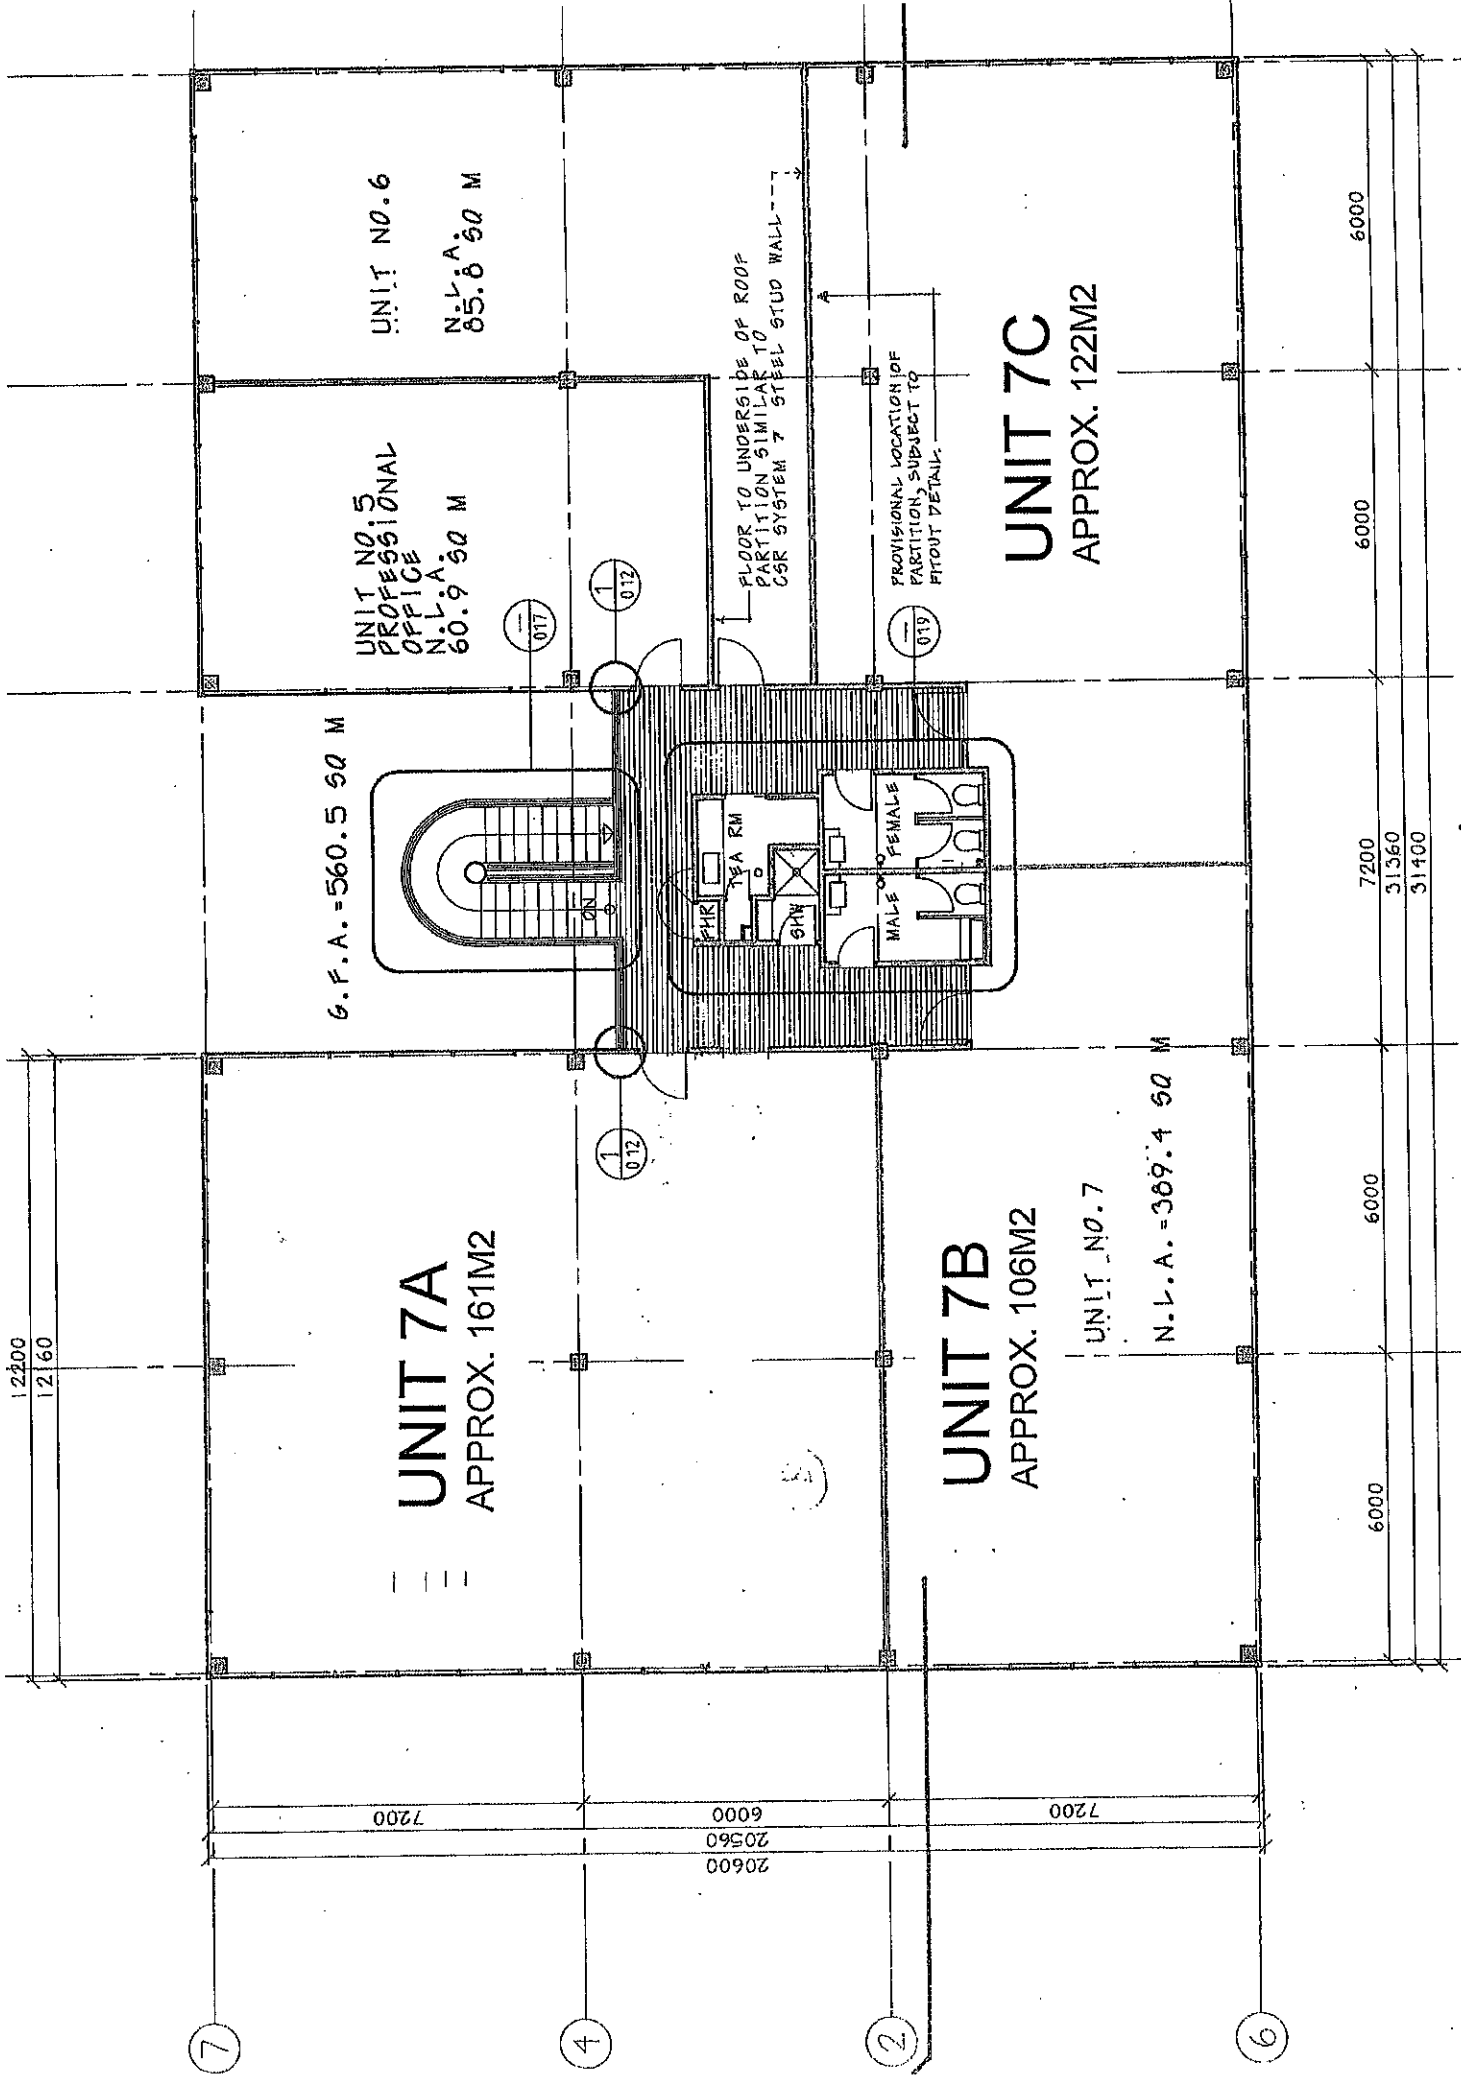 12200
12160
G.F.A.=560.5 SQ M
UNIT NO.5
PROFESSIONAL
OFFICE
N.L.A.
60.9 SQ M
UNIT NO.6
N.L.A.
85.8 SQ M
1
012
017
1
012
FLOOR TO UNDERSIDE OF ROOF
PARTITION SIMILAR TO
CSR SYSTEM 7 STEEL STUD WALL
PROVISIONAL LOCATION OF
PARTITION, SUBJECT TO
FITOUT DETAIL
019
DN
FHR
TEA RM
SHW
MALE
FEMALE
UNIT 7A
APPROX. 161M2
UNIT 7B
APPROX. 106M2
UNIT NO.7
N.L.A.=389.4 SQ M
UNIT 7C
APPROX. 122M2
6000
6000
7200
6000
6000
31360
31400
7200
6000
7200
20560
20600
7
4
2
6